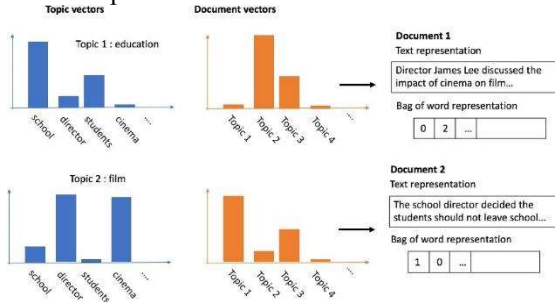 Topic vectors
Document vectors
Topic 1 : education
school
director
students
cinema
....
Topic 1
Topic 2
Topic 3
Topic 4
....
Document 1
Text representation
Director James Lee discussed the
impact of cinema on film...
Bag of word representation
0 2 ...
Topic 2 : film
school
director
students
cinema
....
Topic 1
Topic 2
Topic 3
Topic 4
....
Document 2
Text representation
The school director decided the
students should not leave school...
Bag of word representation
1 0 ...